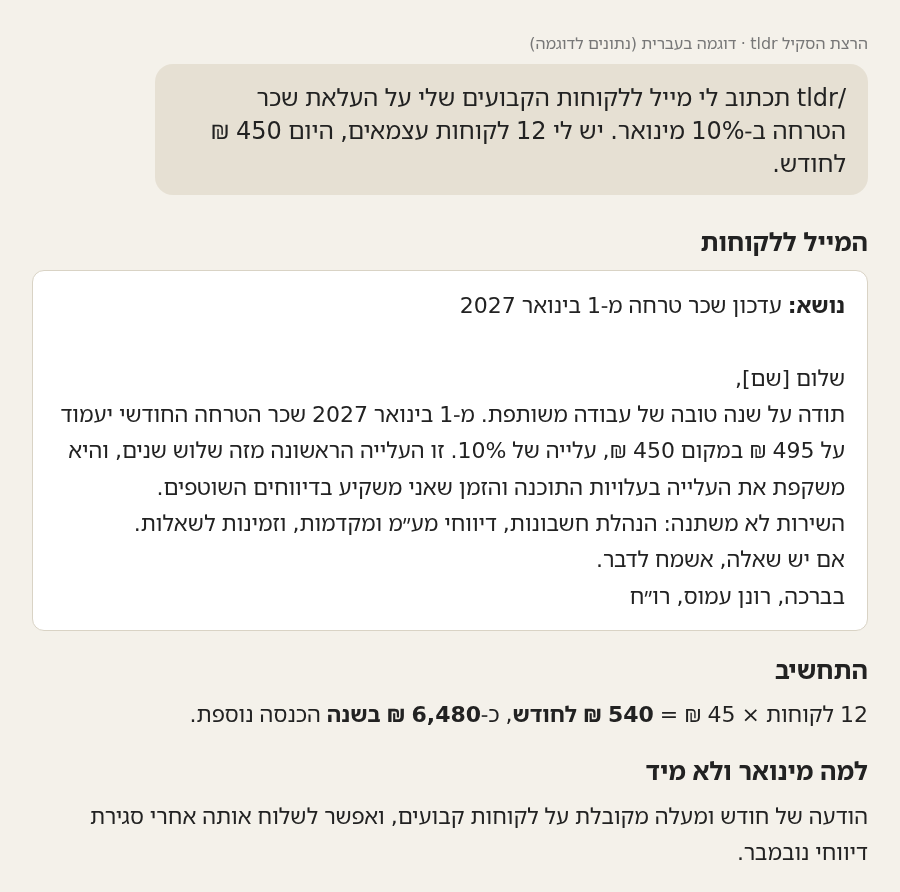 הרצת הסקיל tldr · דוגמה בעברית (נתונים לדוגמה)
/tldr תכתוב לי מייל ללקוחות הקבועים שלי על העלאת שכר
הטרחה ב-10% מינואר. יש לי 12 לקוחות עצמאים, היום 450 ₪
לחודש.
המייל ללקוחות
נושא: עדכון שכר טרחה מ-1 בינואר 2027
שלום [שם],
תודה על שנה טובה של עבודה משותפת. מ-1 בינואר 2027 שכר הטרחה החודשי יעמוד
על 495 ₪ במקום 450 ₪, עלייה של 10%. זו העלייה הראשונה מזה שלוש שנים, והיא
משקפת את העלייה בעלויות התוכנה והזמן שאני משקיע בדיווחים השוטפים.
השירות לא משתנה: הנהלת חשבונות, דיווחי מע״מ ומקדמות, וזמינות לשאלות.
אם יש שאלה, אשמח לדבר.
בברכה, רונן עמוס, רו״ח
התחשיב
12 לקוחות × 45 ₪ = 540 ₪ לחודש, כ-6,480 ₪ בשנה הכנסה נוספת.
למה מינואר ולא מיד
הודעה של חודש ומעלה מקובלת על לקוחות קבועים, ואפשר לשלוח אותה אחרי סגירת
דיווחי נובמבר.